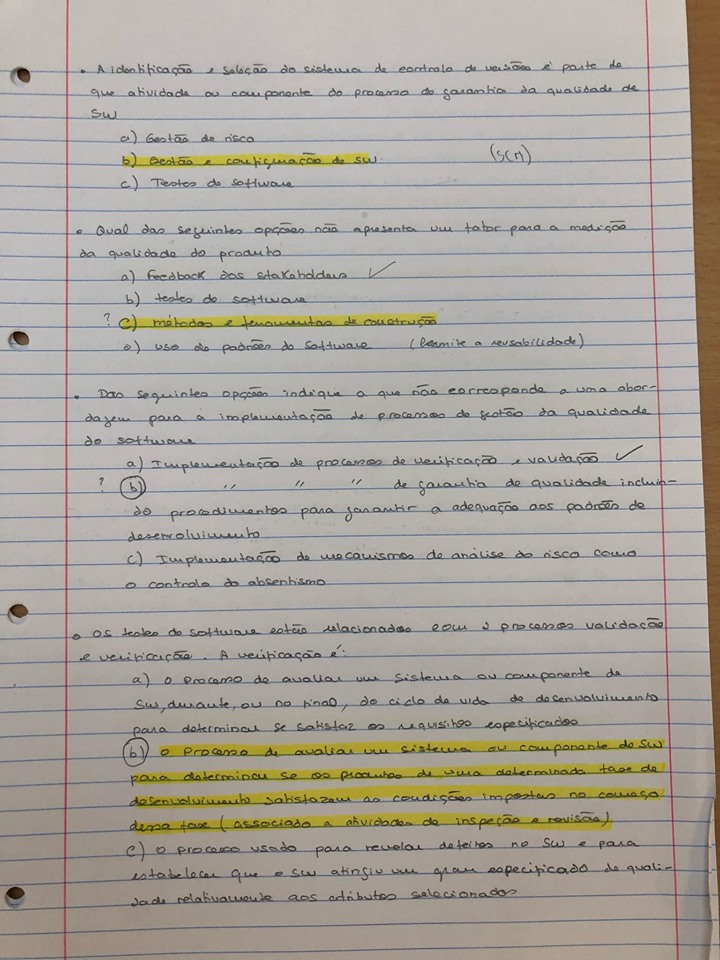 • A identificação e seleção do sistema de controlo de versões é parte de
que atividade ou componente do processo de garantia da qualidade de
SW
a) Gestão de risco
b) Gestão e configuração de SW. (SCM)
c) Testes de software
• Qual das seguintes opções não apresenta um fator para a medição
da qualidade do produto
a) Feedback dos stakeholders ✓
b) testes de software
? c) métodos e ferramentas de construção
d) uso de padrões do software (Permite a reusabilidade)
• Das seguintes opções indique a que não corresponde a uma abor-
dagem para a implementação de processos de gestão da qualidade
do software
a) Implementação de processos de verificação e validação ✓
? b) ,, ,, ,, de garantia de qualidade incluin-
do procedimentos para garantir a adequação aos padrões de
desenvolvimento
c) Implementação de mecanismos de análise do risco como
o controlo do absentismo
• Os testes de software estão relacionados com 2 processos validação
e verificação. A verificação é:
a) o processo de avaliar um sistema ou componente de
SW, durante, ou no final, do ciclo de vida de desenvolvimento
para determinar se satisfaz os requisitos especificados
b) o processo de avaliar um sistema ou componente de SW
para determinar se os produtos de uma determinada fase de
desenvolvimento satisfazem as condições impostas no começo
dessa fase (associado a atividades de inspeção e revisão)
c) o processo usado para revelar defeitos no SW e para
estabelecer que o SW atingiu um grau especificado de quali-
dade relativamente aos atributos selecionados